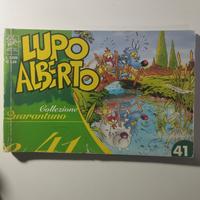 LUPO
ALBERTO
Collezione
Quarantuno
41
41